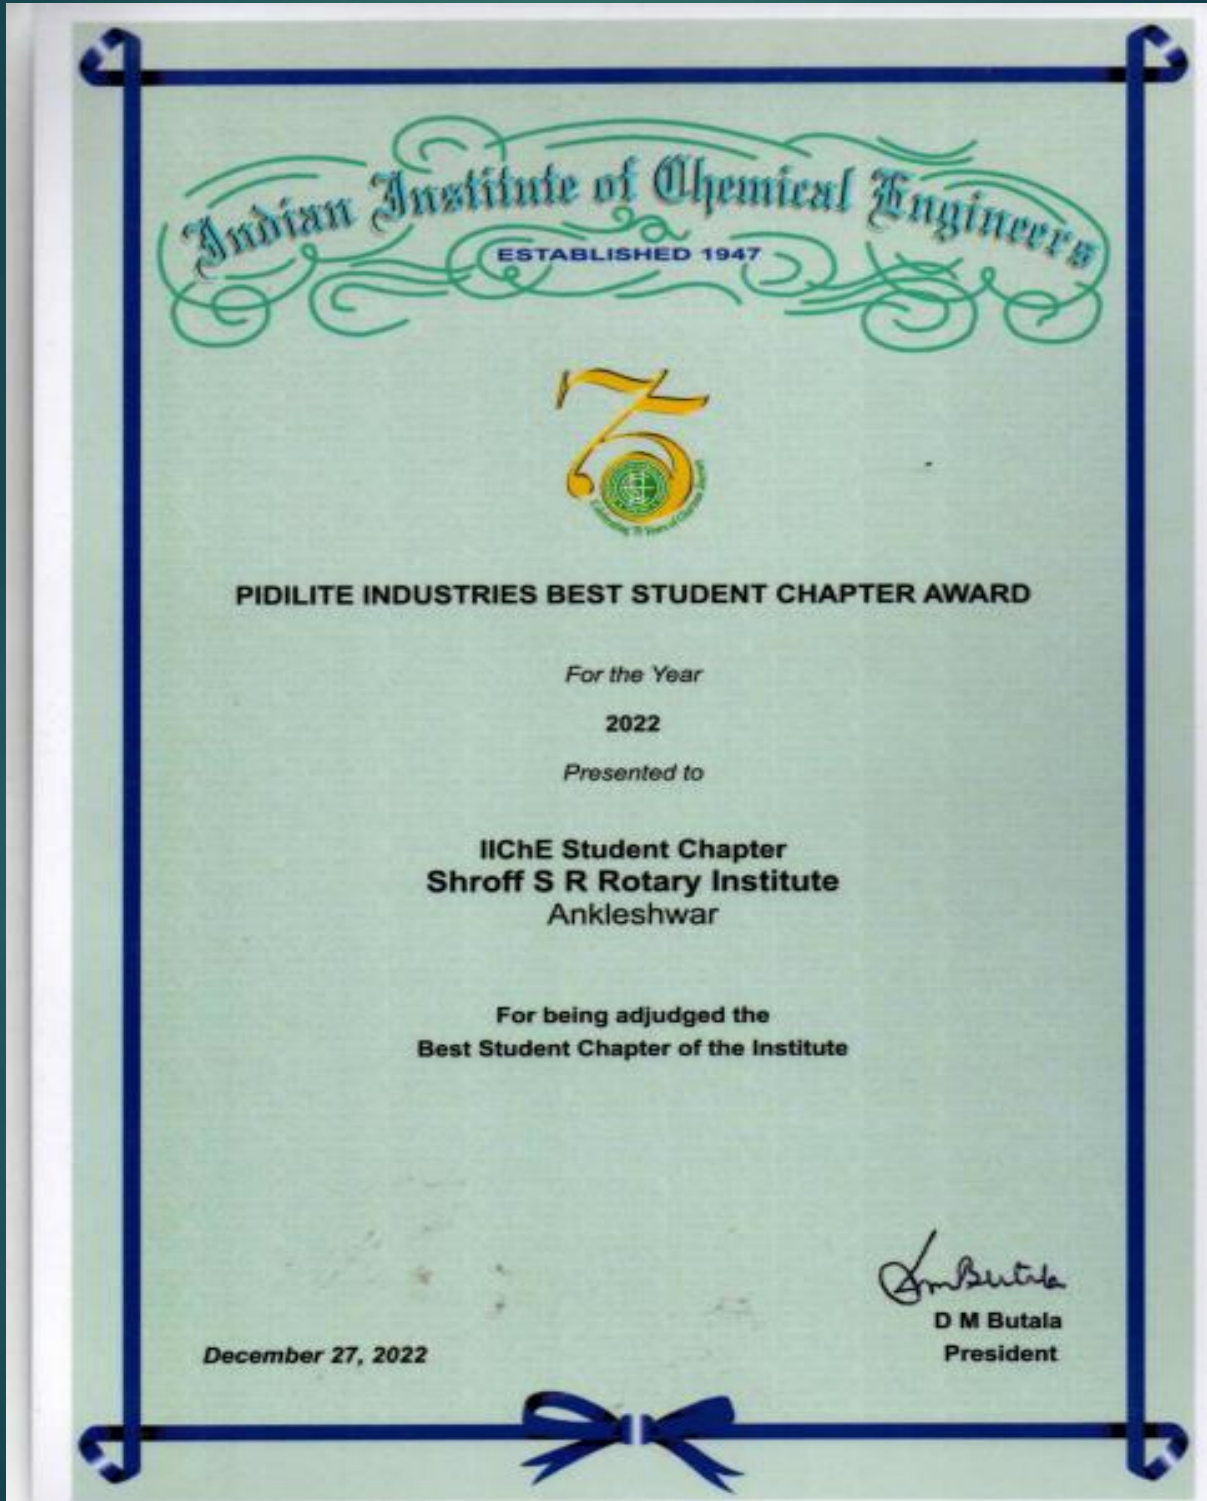 Indian Institute of Chemical Engineers
ESTABLISHED 1947
75
PIDILITE INDUSTRIES BEST STUDENT CHAPTER AWARD
For the Year
2022
Presented to
IIChE Student Chapter
Shroff S R Rotary Institute
Ankleshwar
For being adjudged the
Best Student Chapter of the Institute
D M Butala
President
December 27, 2022